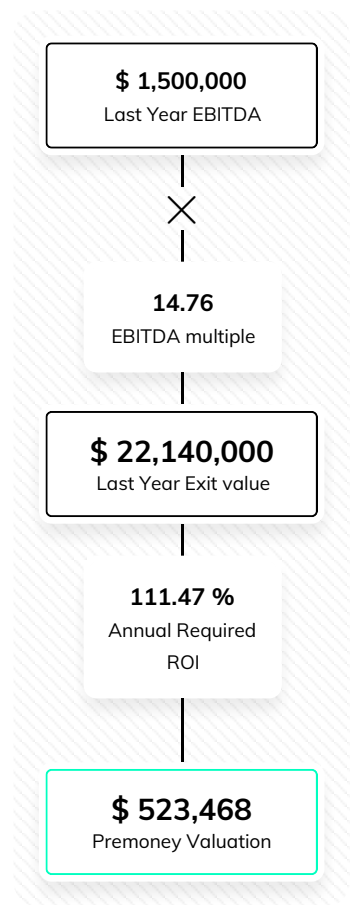 $ 1,500,000
Last Year EBITDA
14.76
EBITDA multiple
$ 22,140,000
Last Year Exit value
111.47 %
Annual Required
ROI
$ 523,468
Premoney Valuation